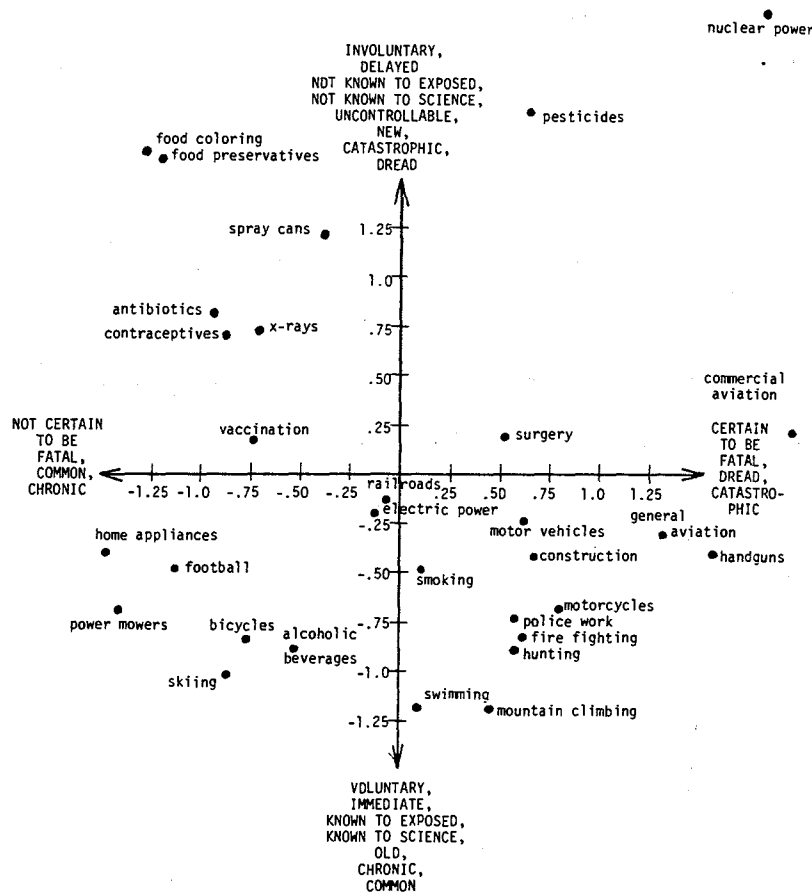 nuclear power
INVOLUNTARY,
DELAYED
NOT KNOWN TO EXPOSED,
NOT KNOWN TO SCIENCE,
UNCONTROLLABLE,
NEW,
CATASTROPHIC,
DREAD
pesticides
food coloring
food preservatives
spray cans
1.25
1.0
antibiotics
contraceptives
x-rays
.75
.50
commercial
aviation
NOT CERTAIN
TO BE
FATAL,
COMMON,
CHRONIC
vaccination
.25
surgery
CERTAIN
TO BE
FATAL,
DREAD,
CATASTRO-
PHIC
-1.25 -1.0 -.75 -.50 -.25
.50 .75 1.0 1.25
railroads
electric power
-.25
motor vehicles
general
aviation
home appliances
football
construction
handguns
-.50
smoking
power mowers
bicycles
alcoholic
beverages
-.75
motorcycles
police work
fire fighting
hunting
skiing
-1.0
swimming
mountain climbing
-1.25
VOLUNTARY,
IMMEDIATE,
KNOWN TO EXPOSED,
KNOWN TO SCIENCE,
OLD,
CHRONIC,
COMMON